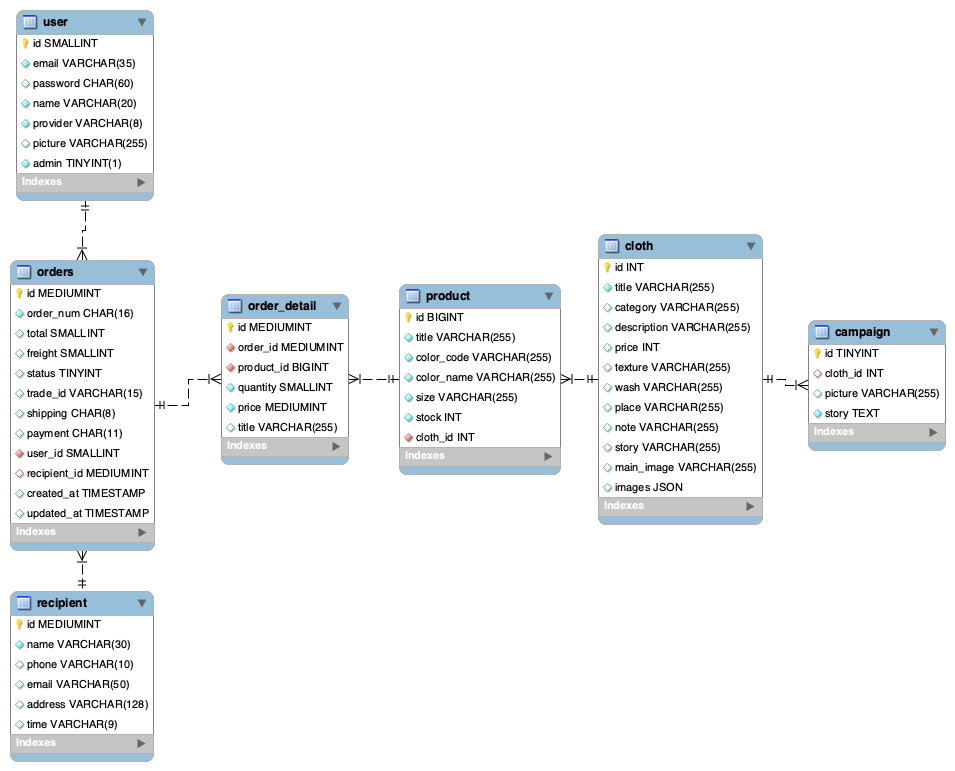 user
id SMALLINT
email VARCHAR(35)
password CHAR(60)
name VARCHAR(20)
provider VARCHAR(8)
picture VARCHAR(255)
admin TINYINT(1)
Indexes
orders
id MEDIUMINT
order_num CHAR(16)
total SMALLINT
freight SMALLINT
status TINYINT
trade_id VARCHAR(15)
shipping CHAR(8)
payment CHAR(11)
user_id SMALLINT
recipient_id MEDIUMINT
created_at TIMESTAMP
updated_at TIMESTAMP
Indexes
recipient
id MEDIUMINT
name VARCHAR(30)
phone VARCHAR(10)
email VARCHAR(50)
address VARCHAR(128)
time VARCHAR(9)
Indexes
order_detail
id MEDIUMINT
order_id MEDIUMINT
product_id BIGINT
quantity SMALLINT
price MEDIUMINT
title VARCHAR(255)
Indexes
product
id BIGINT
title VARCHAR(255)
color_code VARCHAR(255)
color_name VARCHAR(255)
size VARCHAR(255)
stock INT
cloth_id INT
Indexes
cloth
id INT
title VARCHAR(255)
category VARCHAR(255)
description VARCHAR(255)
price INT
texture VARCHAR(255)
wash VARCHAR(255)
place VARCHAR(255)
note VARCHAR(255)
story VARCHAR(255)
main_image VARCHAR(255)
images JSON
Indexes
campaign
id TINYINT
cloth_id INT
picture VARCHAR(255)
story TEXT
Indexes